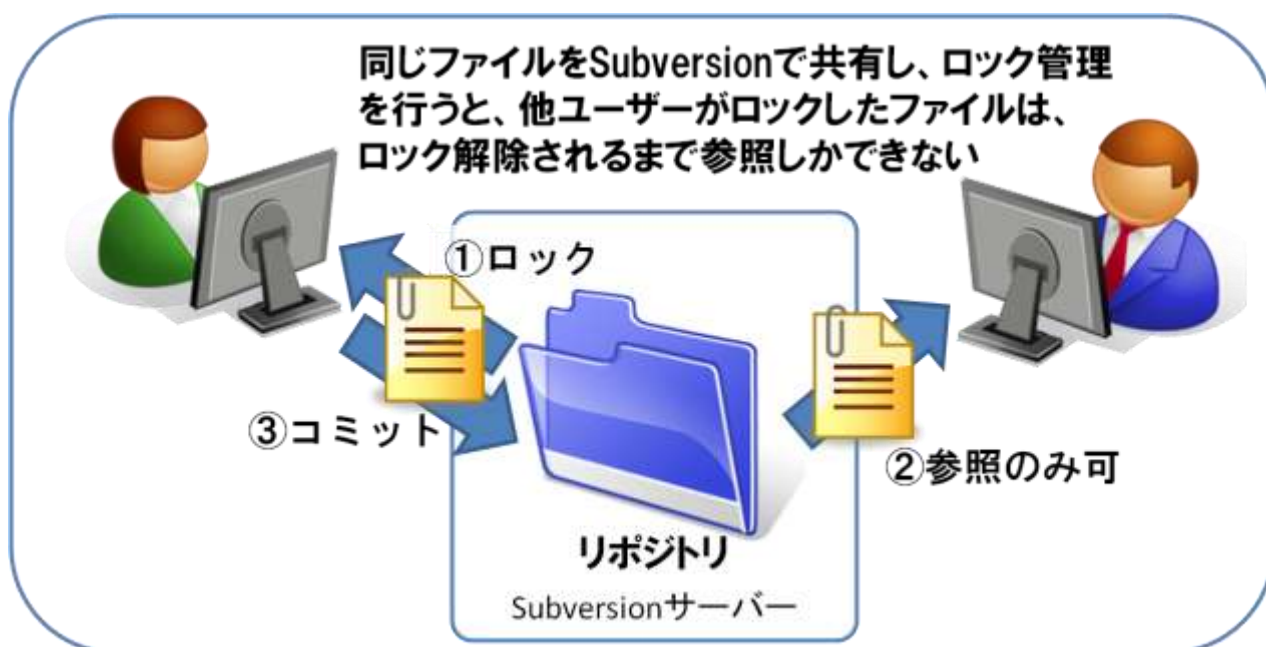 同じファイルをSubversionで共有し、ロック管理
を行うと、他ユーザーがロックしたファイルは、
ロック解除されるまで参照しかできない
①ロック
③コミット
②参照のみ可
リポジトリ
Subversionサーバー